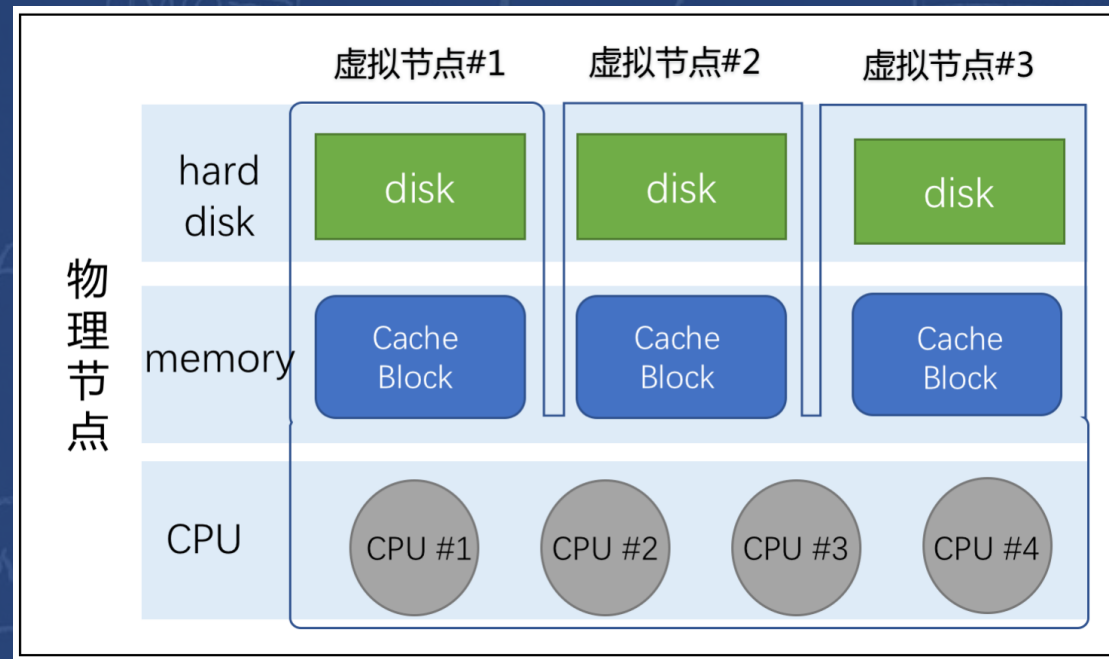 虚拟节点#1
虚拟节点#2
虚拟节点#3
物
理
节
点
hard
disk
disk
disk
disk
memory
Cache
Block
Cache
Block
Cache
Block
CPU
CPU #1
CPU #2
CPU #3
CPU #4